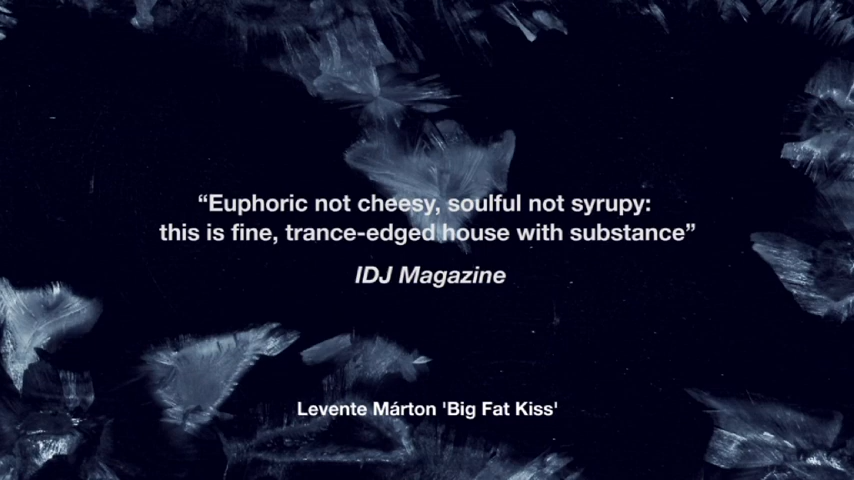 “Euphoric not cheesy, soulful not syrupy:
this is fine, trance-edged house with substance”
IDJ Magazine
Levente Márton 'Big Fat Kiss'